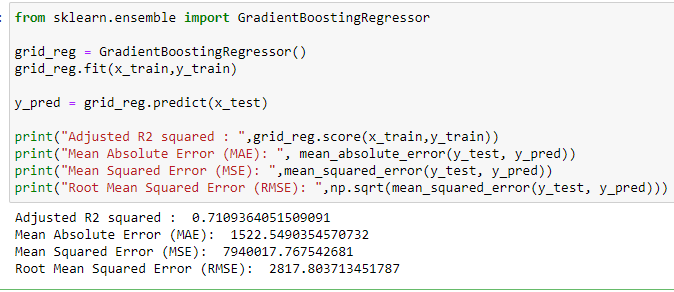 : from sklearn.ensemble import GradientBoostingRegressor
grid_reg = GradientBoostingRegressor()
grid_reg.fit(x_train,y_train)
y_pred = grid_reg.predict(x_test)
print("Adjusted R2 squared : ",grid_reg.score(x_train,y_train))
print("Mean Absolute Error (MAE): ", mean_absolute_error(y_test, y_pred))
print("Mean Squared Error (MSE): ",mean_squared_error(y_test, y_pred))
print("Root Mean Squared Error (RMSE): ",np.sqrt(mean_squared_error(y_test, y_pred)))
Adjusted R2 squared :  0.7109364051509091
Mean Absolute Error (MAE):  1522.5490354570732
Mean Squared Error (MSE):  7940017.767542681
Root Mean Squared Error (RMSE):  2817.803713451787